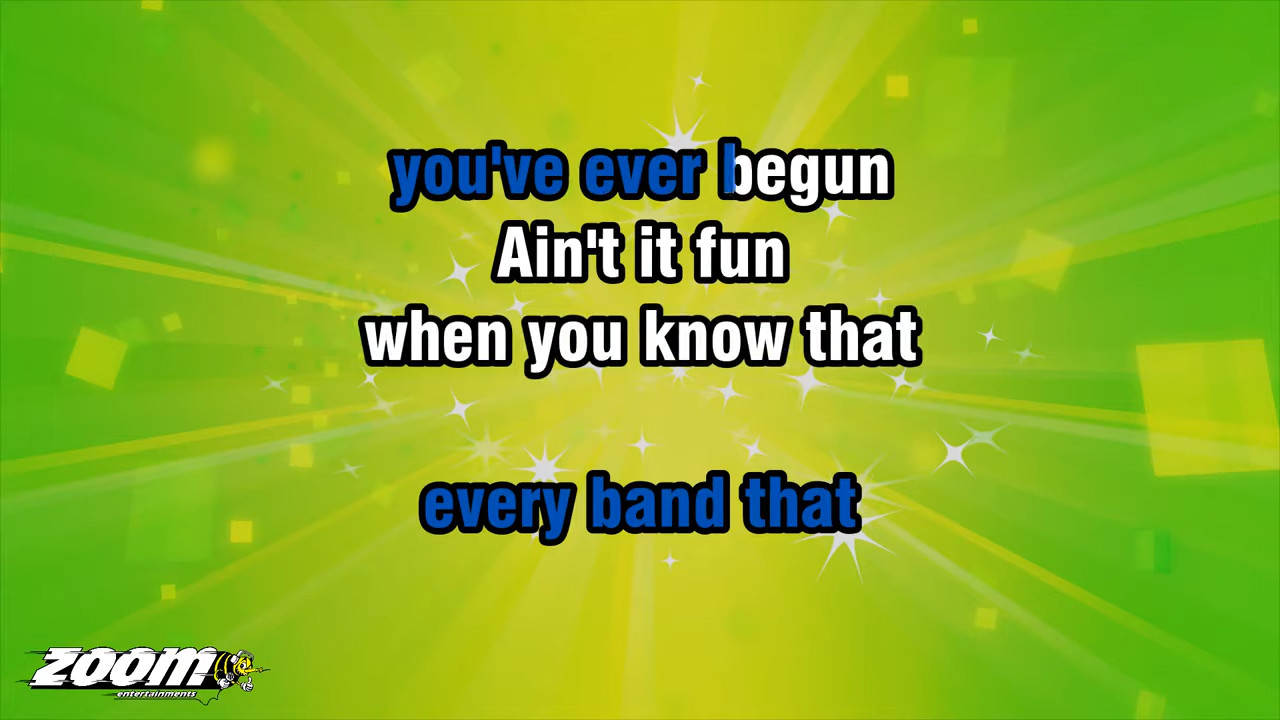 you've ever begun
Ain't it fun
when you know that
every band that
ZOOM
entertainments